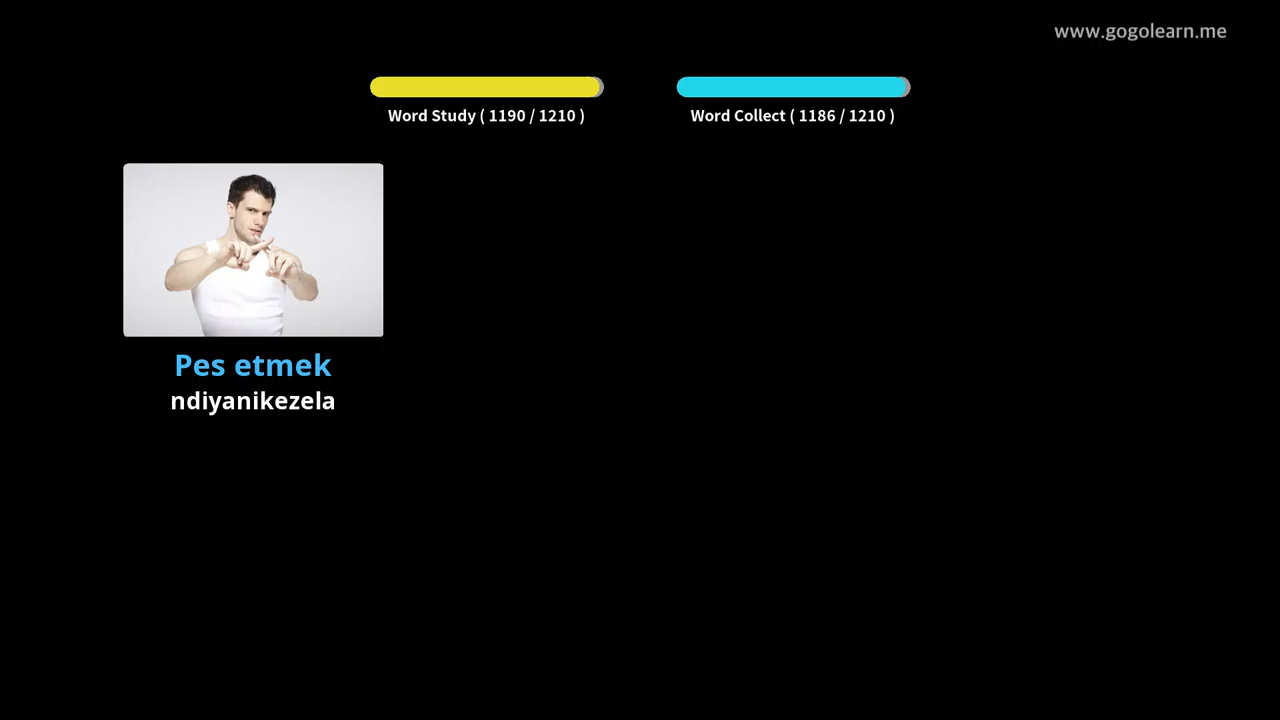 www.gogolearn.me
Word Study ( 1190 / 1210 )
Word Collect ( 1186 / 1210 )
Pes etmek
ndiyanikezela